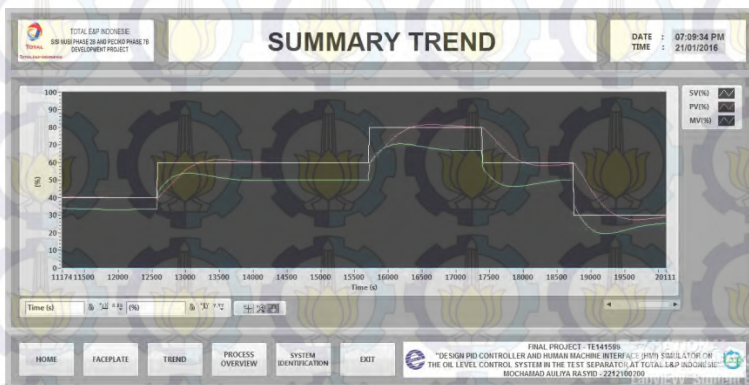 TOTAL E&P INDONESIE
SISI NUBI PHASE 2B AND PECIKO PHASE 7B
DEVELOPMENT PROJECT
TOTAL
TOTAL E&P INDONESIE
SUMMARY TREND
DATE : 07:09:34 PM
TIME : 21/01/2016
SV(%)
PV(%)
MV(%)
100
90
80
70
60
50
40
30
20
10
0
(%)
11174 11500 12000 12500 13000 13500 14000 14500 15000 15500 16000 16500 17000 17500 18000 18500 19000 19500 20111
Time (s)
Time (s)
(%)
HOME
FACEPLATE
TREND
PROCESS
OVERVIEW
SYSTEM
IDENTIFICATION
EXIT
FINAL PROJECT - TE141599
"DESIGN PID CONTROLLER AND HUMAN MACHINE INTERFACE (HMI) SIMULATOR ON
THE OIL LEVEL CONTROL SYSTEM IN THE TEST SEPARATOR AT TOTAL E&P INDONESIE"
MOCHAMAD AULIYA RASYID - 2212100200